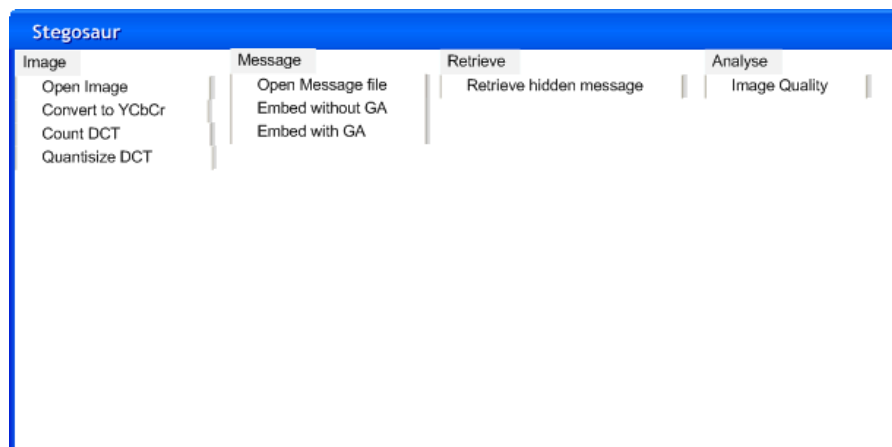 Stegosaur
Image Message Retrieve Analyse
Open Image Open Message file Retrieve hidden message Image Quality
Convert to YCbCr Embed without GA
Count DCT Embed with GA
Quantisize DCT